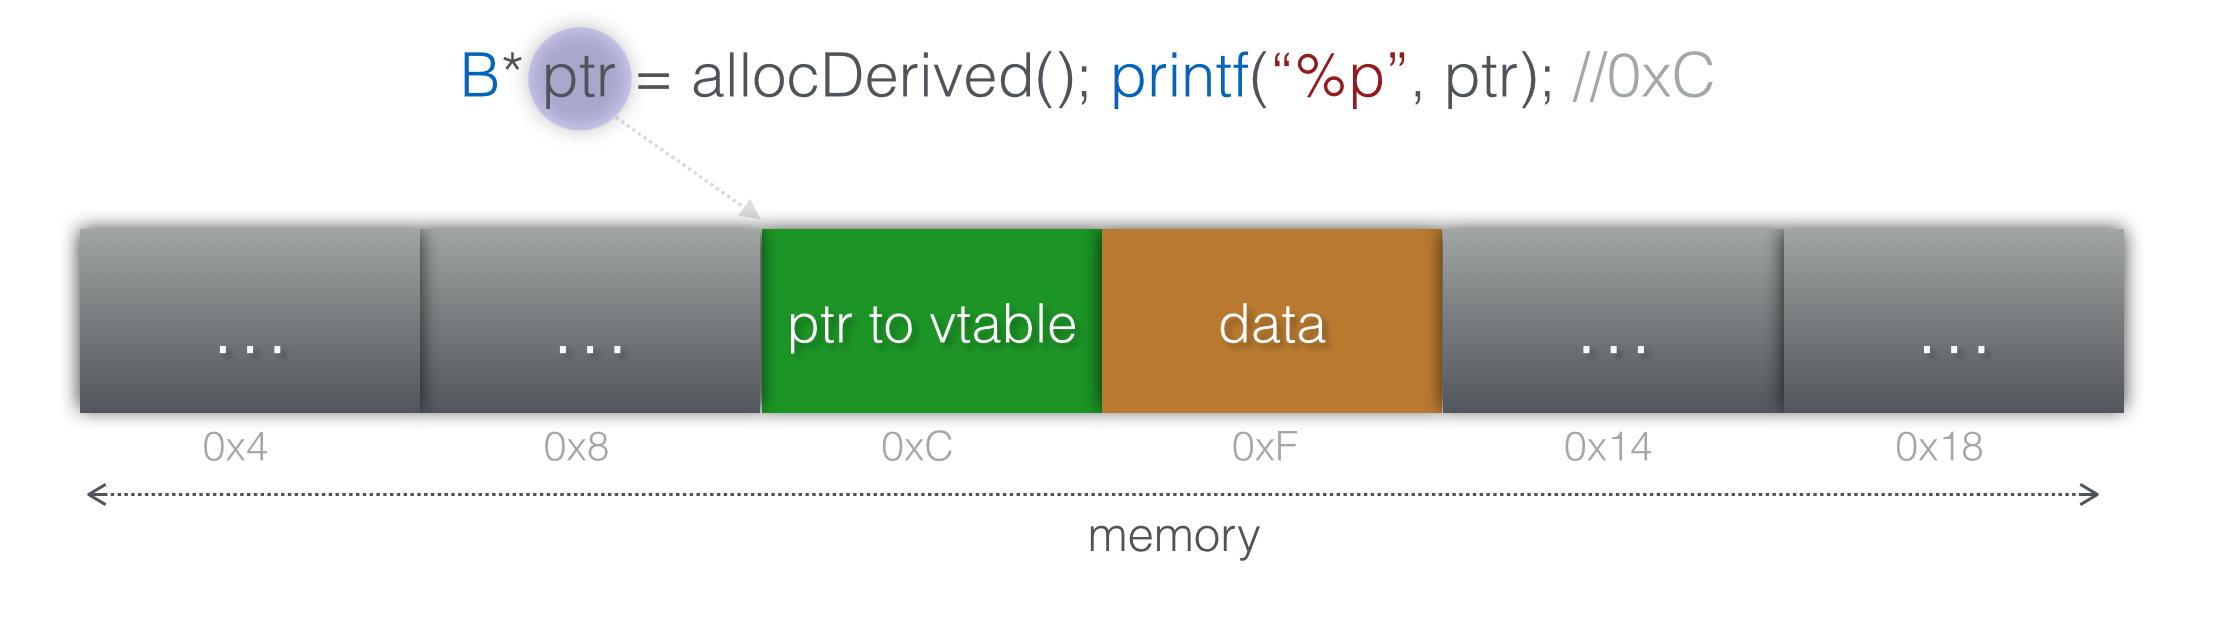 B* ptr = allocDerived(); printf(“%p”, ptr); //0xC
... ... ptr to vtable data ... ...
0x4 0x8 0xC 0xF 0x14 0x18
memory